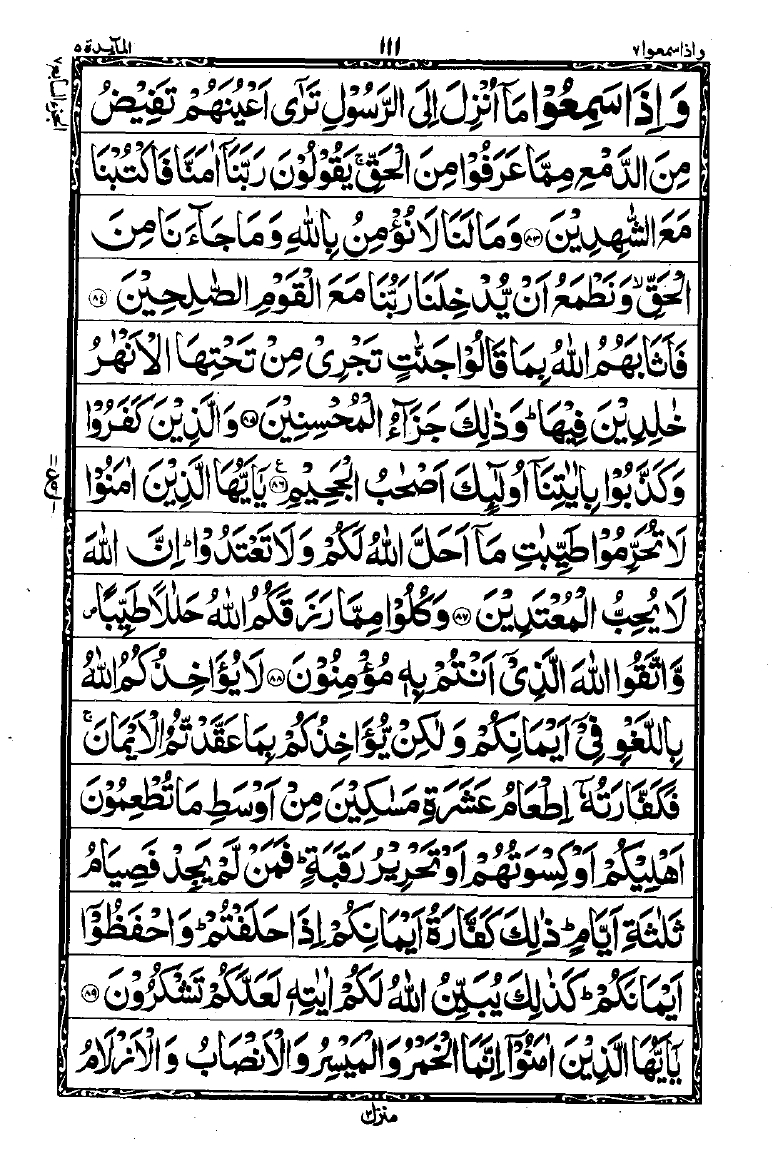 واذاسمعوا٧ ١١١ المآئدة ٥
الجزء السابع ٧
وَاِذَا سَمِعُوْا مَاۤ اُنْزِلَ اِلَى الرَّسُوْلِ تَرٰۤى اَعْيُنَهُمْ تَفِيْضُ
مِنَ الدَّمْعِ مِمَّا عَرَفُوْا مِنَ الْحَقِّ ۚ يَقُوْلُوْنَ رَبَّنَاۤ اٰمَنَّا فَاكْتُبْنَا
مَعَ الشّٰهِدِيْنَ ۝٨٣ وَمَا لَنَا لَا نُؤْمِنُ بِاللّٰهِ وَمَا جَآءَنَا مِنَ
الْحَقِّ ۙ وَنَطْمَعُ اَنْ يُّدْخِلَنَا رَبُّنَا مَعَ الْقَوْمِ الصّٰلِحِيْنَ ۝٨٤
فَاَثَابَهُمُ اللّٰهُ بِمَا قَالُوْا جَنّٰتٍ تَجْرِيْ مِنْ تَحْتِهَا الْاَنْهٰرُ
خٰلِدِيْنَ فِيْهَا ؕ وَذٰلِكَ جَزَآءُ الْمُحْسِنِيْنَ ۝٨٥ وَالَّذِيْنَ كَفَرُوْا
وَكَذَّبُوْا بِاٰيٰتِنَاۤ اُولٰٓئِكَ اَصْحٰبُ الْجَحِيْمِ ۝٨٦ ع يٰۤاَيُّهَا الَّذِيْنَ اٰمَنُوْا
لَا تُحَرِّمُوْا طَيِّبٰتِ مَاۤ اَحَلَّ اللّٰهُ لَكُمْ وَلَا تَعْتَدُوْا ؕ اِنَّ اللّٰهَ
لَا يُحِبُّ الْمُعْتَدِيْنَ ۝٨٧ وَكُلُوْا مِمَّا رَزَقَكُمُ اللّٰهُ حَلٰلًا طَيِّبًا ۪
وَّاتَّقُوا اللّٰهَ الَّذِيْۤ اَنْتُمْ بِهٖ مُؤْمِنُوْنَ ۝٨٨ لَا يُؤَاخِذُكُمُ اللّٰهُ
بِاللَّغْوِ فِيْۤ اَيْمَانِكُمْ وَلٰكِنْ يُّؤَاخِذُكُمْ بِمَا عَقَّدْتُّمُ الْاَيْمَانَ ۚ
فَكَفَّارَتُهٗۤ اِطْعَامُ عَشَرَةِ مَسٰكِيْنَ مِنْ اَوْسَطِ مَا تُطْعِمُوْنَ
اَهْلِيْكُمْ اَوْ كِسْوَتُهُمْ اَوْ تَحْرِيْرُ رَقَبَةٍ ؕ فَمَنْ لَّمْ يَجِدْ فَصِيَامُ
ثَلٰثَةِ اَيَّامٍ ؕ ذٰلِكَ كَفَّارَةُ اَيْمَانِكُمْ اِذَا حَلَفْتُمْ ؕ وَاحْفَظُوْۤا
اَيْمَانَكُمْ ؕ كَذٰلِكَ يُبَيِّنُ اللّٰهُ لَكُمْ اٰيٰتِهٖ لَعَلَّكُمْ تَشْكُرُوْنَ ۝٨٩
يٰۤاَيُّهَا الَّذِيْنَ اٰمَنُوْۤا اِنَّمَا الْخَمْرُ وَالْمَيْسِرُ وَالْاَنْصَابُ وَالْاَزْلَامُ
منزل٢